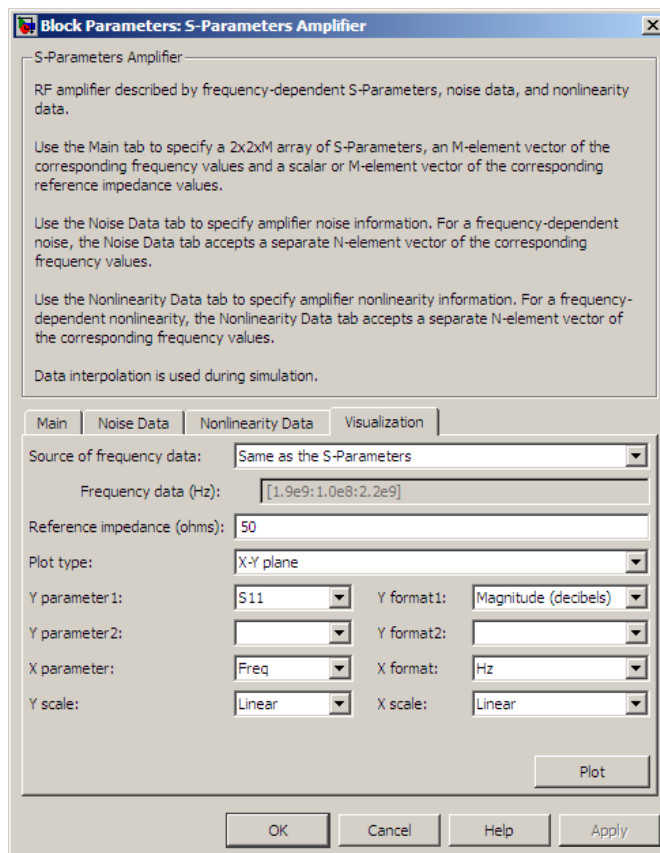 Block Parameters: S-Parameters Amplifier
S-Parameters Amplifier
RF amplifier described by frequency-dependent S-Parameters, noise data, and nonlinearity
data.
Use the Main tab to specify a 2x2xM array of S-Parameters, an M-element vector of the
corresponding frequency values and a scalar or M-element vector of the corresponding
reference impedance values.
Use the Noise Data tab to specify amplifier noise information. For a frequency-dependent
noise, the Noise Data tab accepts a separate N-element vector of the corresponding
frequency values.
Use the Nonlinearity Data tab to specify amplifier nonlinearity information. For a frequency-
dependent nonlinearity, the Nonlinearity Data tab accepts a separate N-element vector of
the corresponding frequency values.
Data interpolation is used during simulation.
Main Noise Data Nonlinearity Data Visualization
Source of frequency data: Same as the S-Parameters
Frequency data (Hz): [1.9e9:1.0e8:2.2e9]
Reference impedance (ohms): 50
Plot type: X-Y plane
Y parameter1: S11 Y format1: Magnitude (decibels)
Y parameter2: Y format2:
X parameter: Freq X format: Hz
Y scale: Linear X scale: Linear
Plot
OK Cancel Help Apply